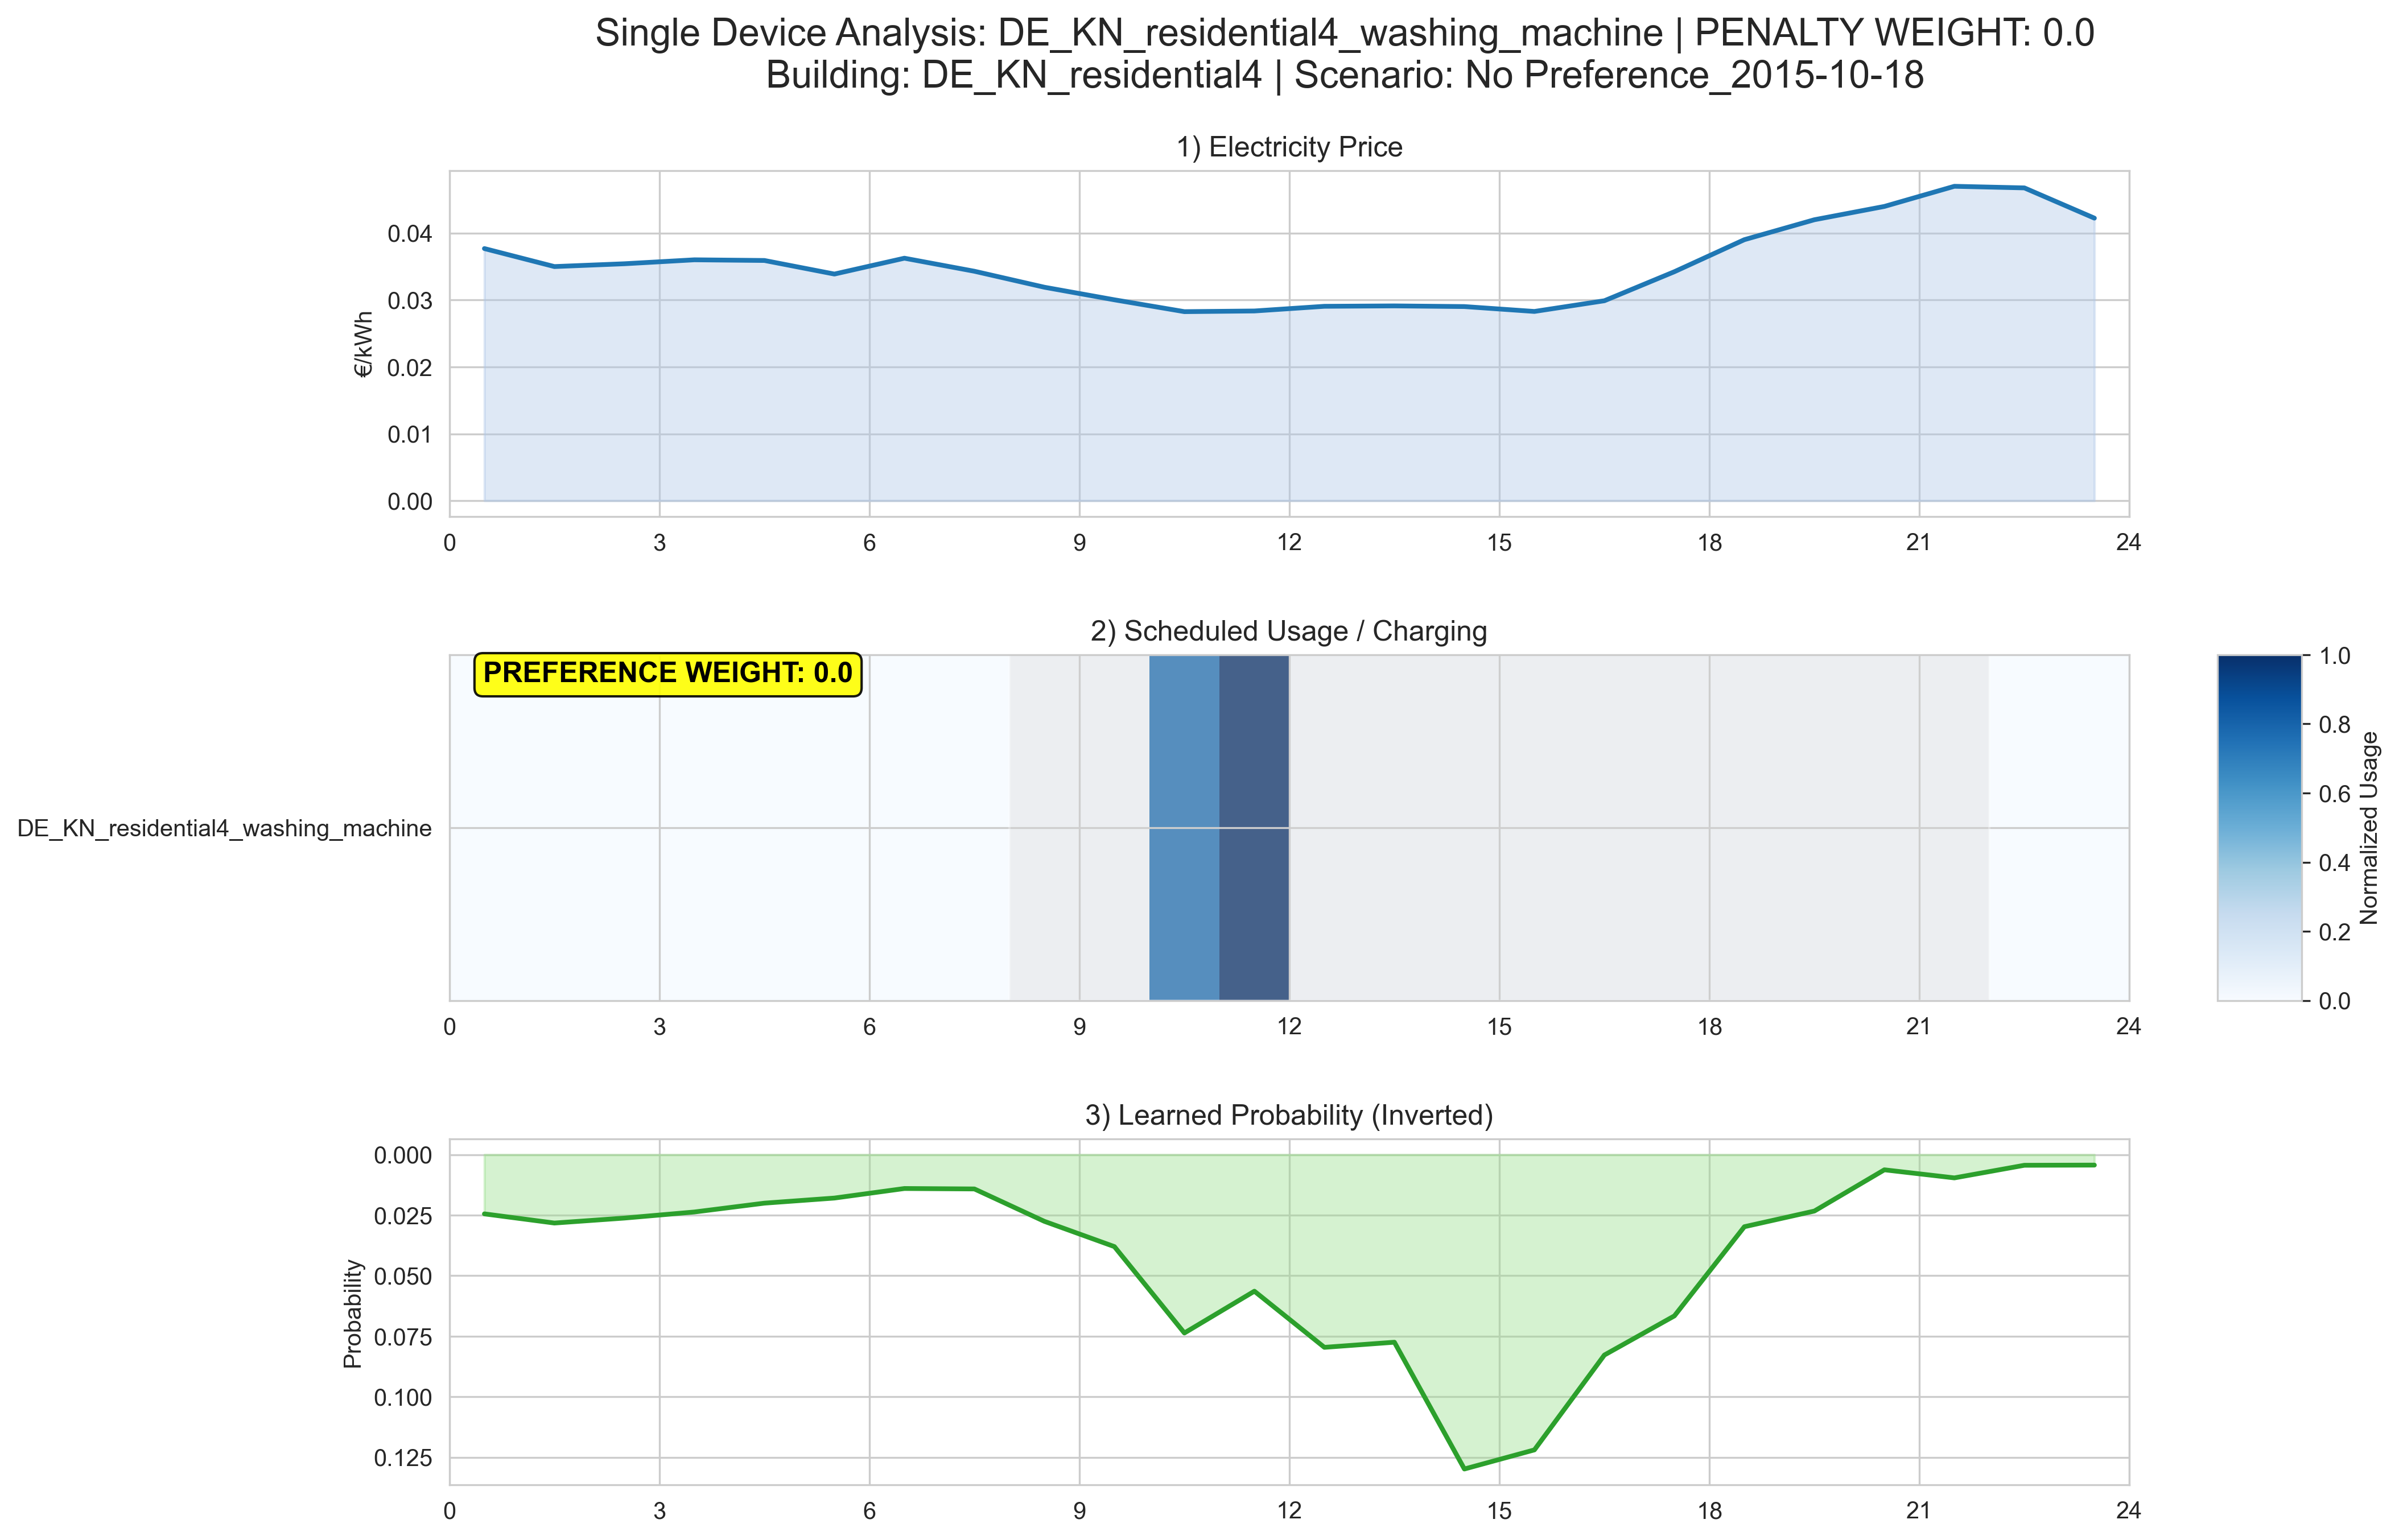 Single Device Analysis: DE_KN_residential4_washing_machine | PENALTY WEIGHT: 0.0
Building: DE_KN_residential4 | Scenario: No Preference_2015-10-18
1) Electricity Price
€/kWh
0.04
0.03
0.02
0.01
0.00
0 3 6 9 12 15 18 21 24
2) Scheduled Usage / Charging
PREFERENCE WEIGHT: 0.0
DE_KN_residential4_washing_machine
0 3 6 9 12 15 18 21 24
1.0
0.8
0.6
0.4
0.2
0.0
Normalized Usage
3) Learned Probability (Inverted)
Probability
0.000
0.025
0.050
0.075
0.100
0.125
0 3 6 9 12 15 18 21 24